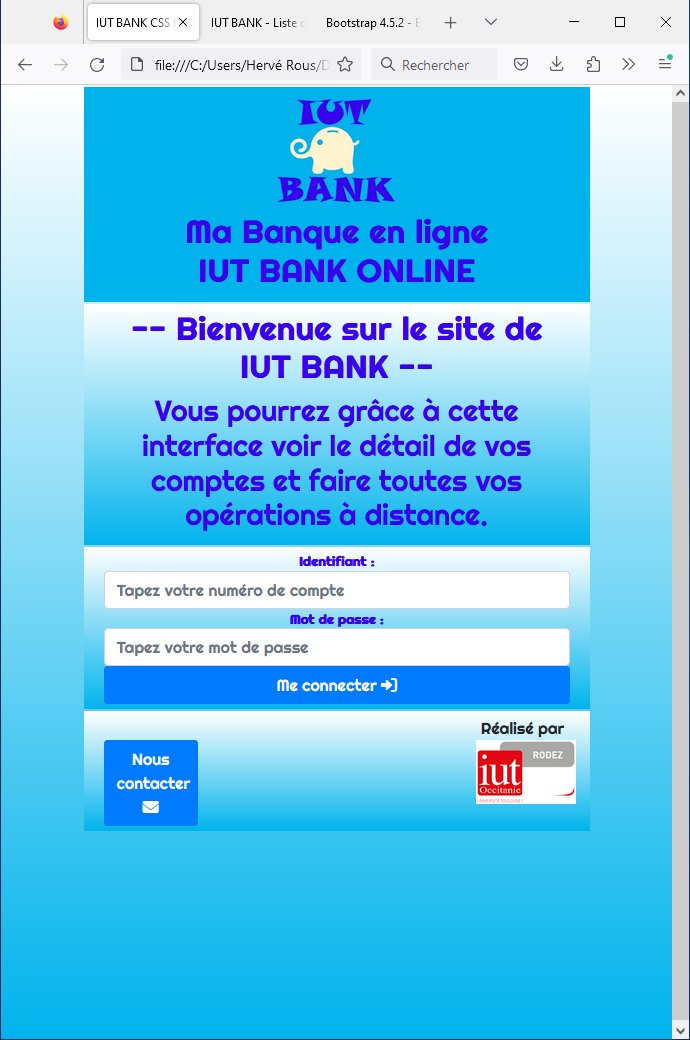 IUT BANK CSS
IUT BANK - Liste
Bootstrap 4.5.2 -
file:///C:/Users/Hervé Rous/D
Rechercher
IUT
BANK
Ma Banque en ligne
IUT BANK ONLINE
-- Bienvenue sur le site de
IUT BANK --
Vous pourrez grâce à cette
interface voir le détail de vos
comptes et faire toutes vos
opérations à distance.
Identifiant :
Tapez votre numéro de compte
Mot de passe :
Tapez votre mot de passe
Me connecter
Réalisé par
Nous
contacter
RODEZ
iut
Occitanie
UNIVERSITÉ TOULOUSE